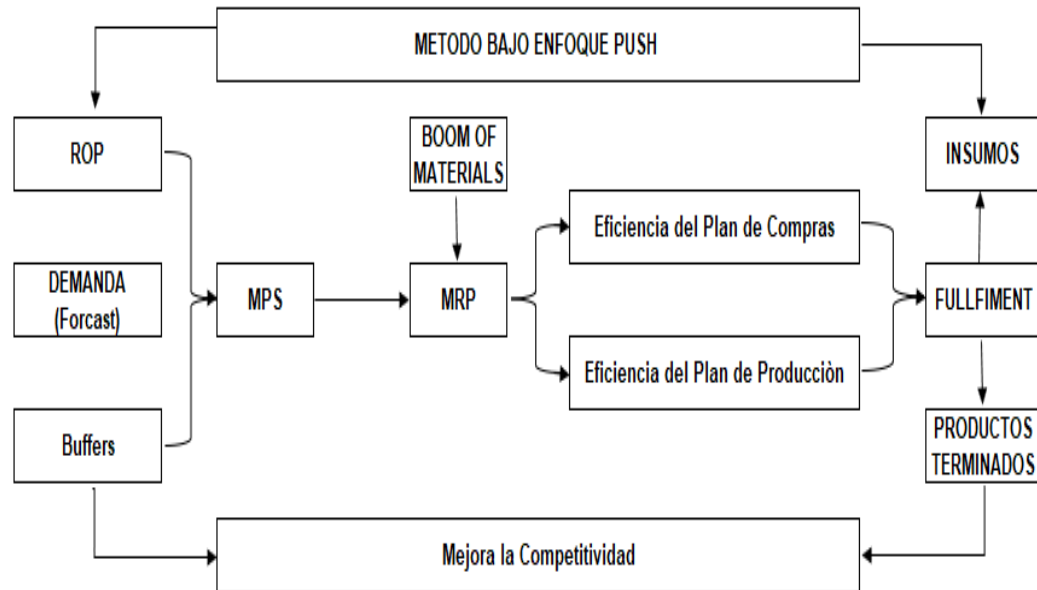 METODO BAJO ENFOQUE PUSH
ROP
BOOM OF
MATERIALS
INSUMOS
Eficiencia del Plan de Compras
DEMANDA
(Forcast)
MPS
MRP
FULLFIMENT
Eficiencia del Plan de Producciòn
Buffers
PRODUCTOS
TERMINADOS
Mejora la Competitividad